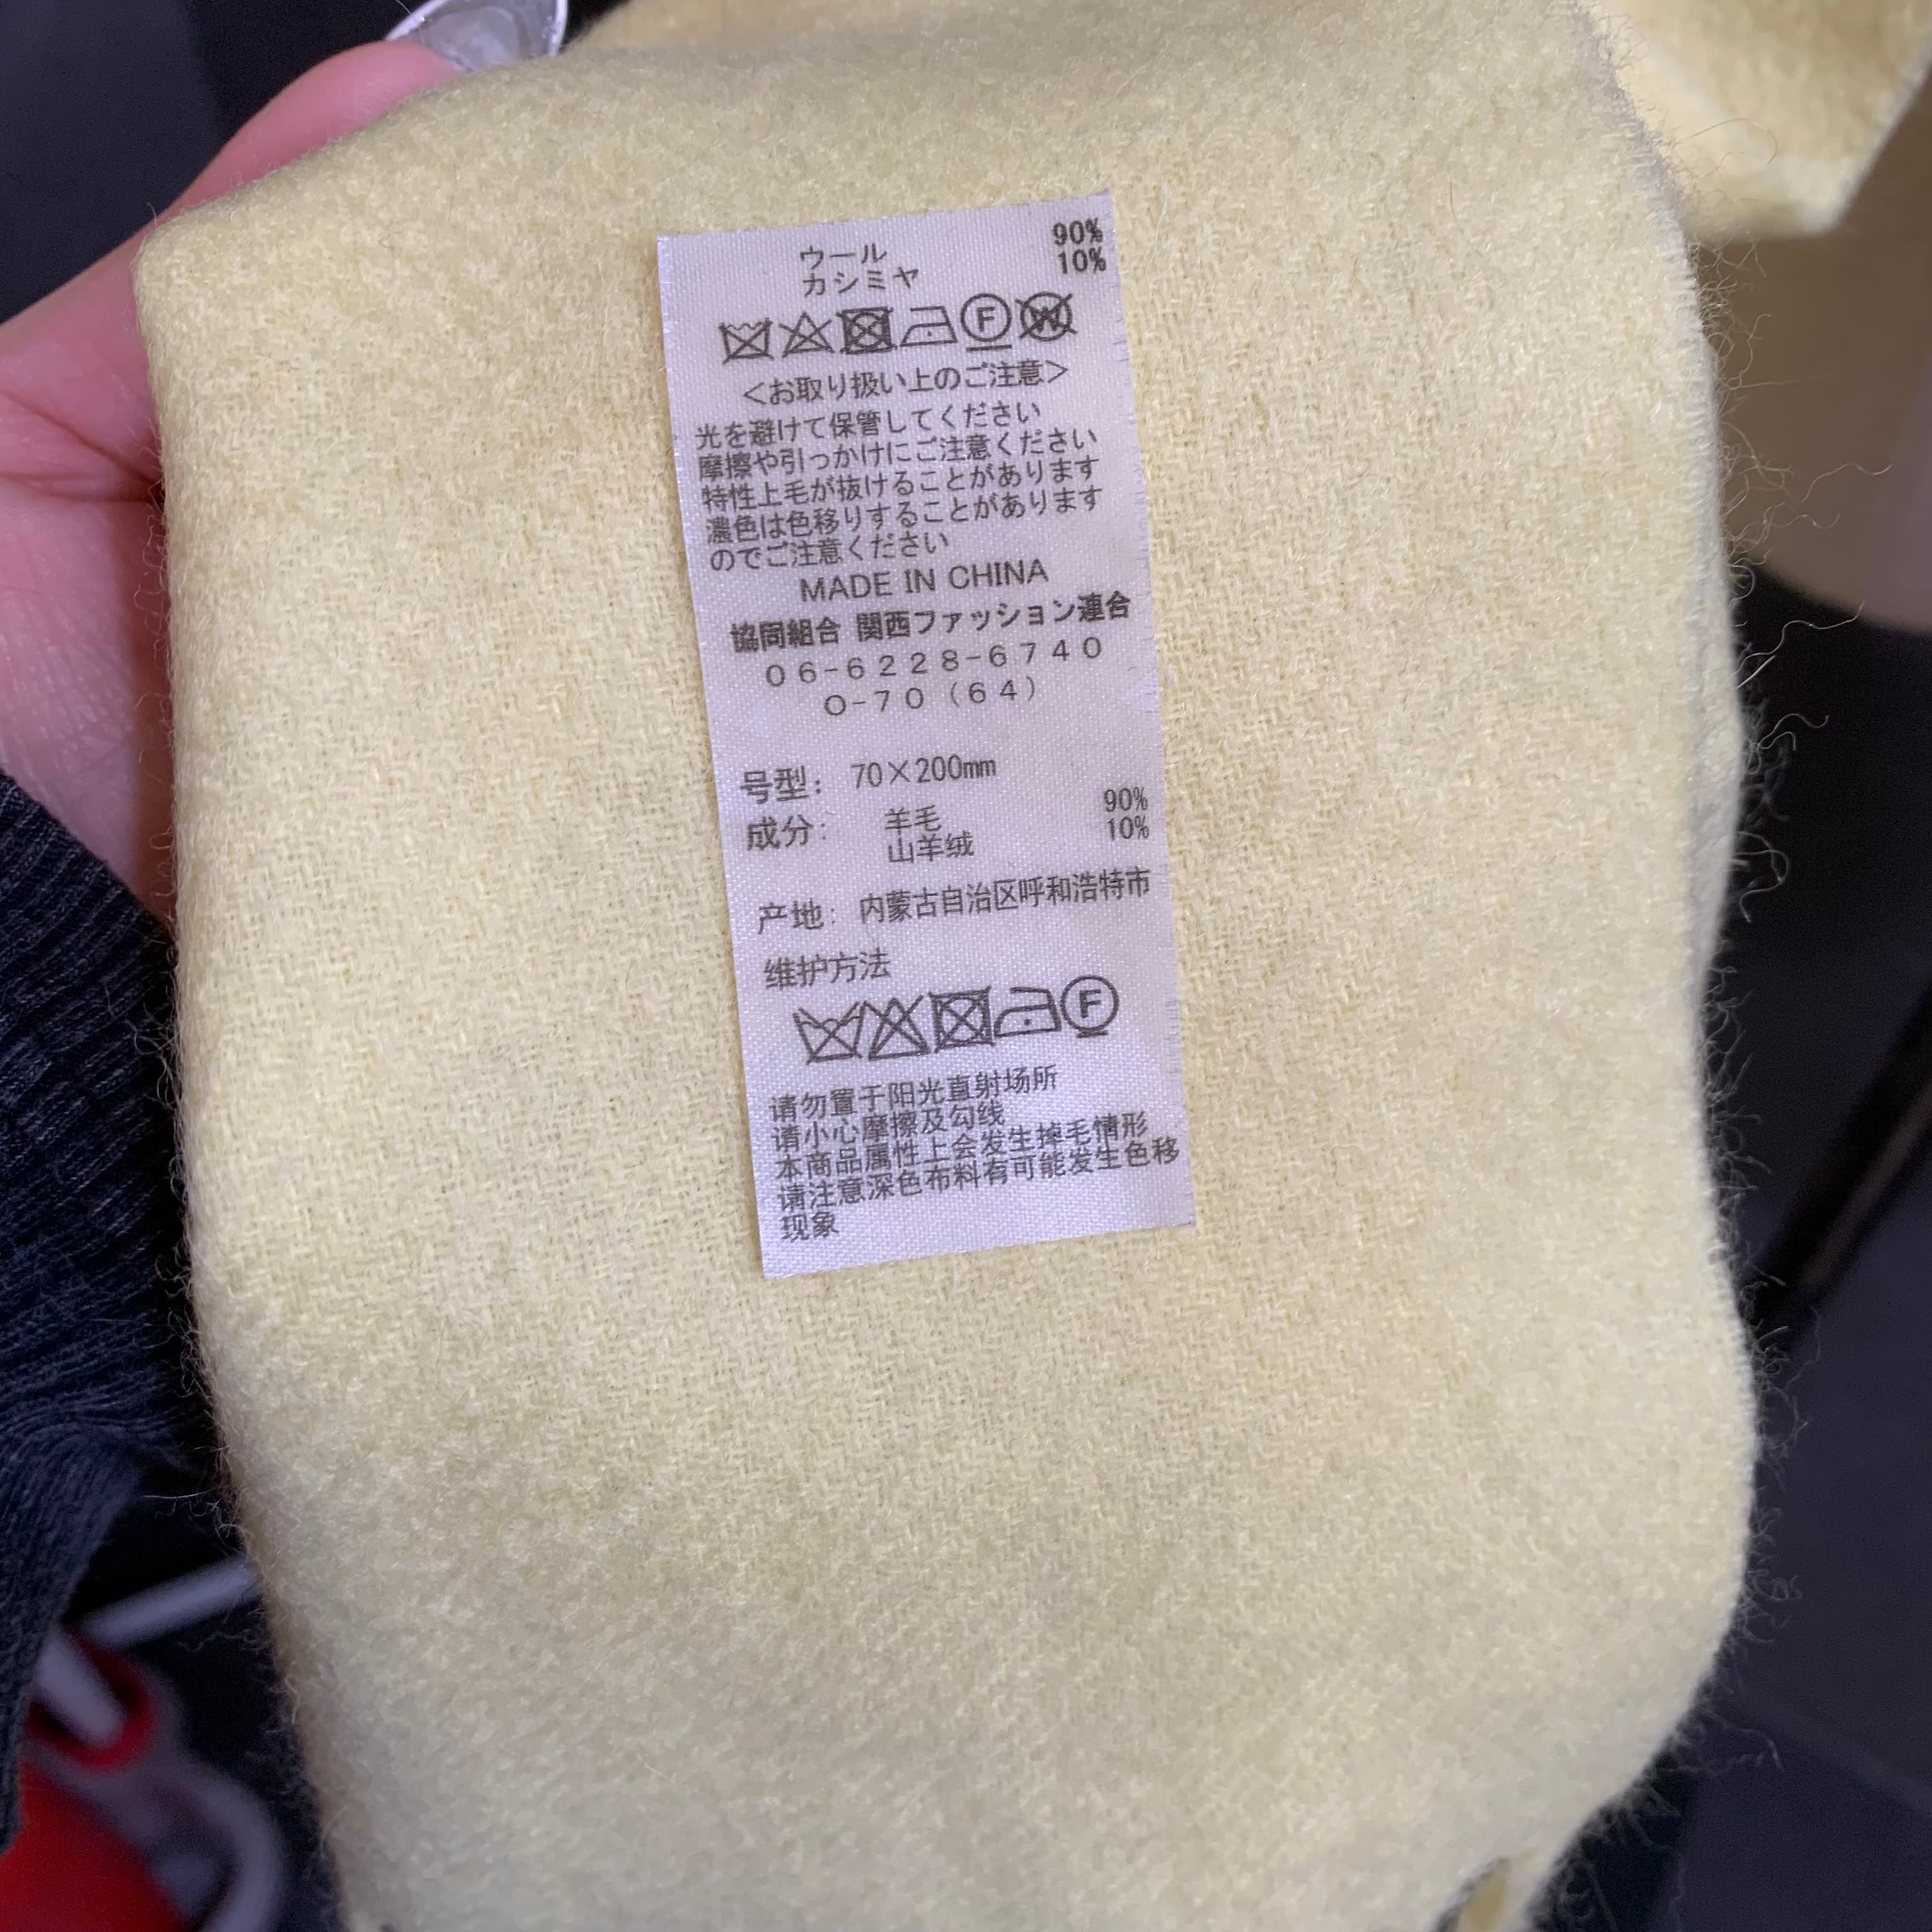 ウール 90%
カシミヤ 10%
F W
<お取り扱い上のご注意>
光を避けて保管してください
摩擦や引っかけにご注意ください
特性上毛が抜けることがあります
濃色は色移りすることがあります
のでご注意ください
MADE IN CHINA
協同組合 関西ファッション連合
06-6228-6740
O-70(64)
号型: 70×200mm
成分: 羊毛 90%
山羊绒 10%
产地: 内蒙古自治区呼和浩特市
维护方法
F
请勿置于阳光直射场所
请小心摩擦及勾线
本商品属性上会发生掉毛情形
请注意深色布料有可能发生色移
现象